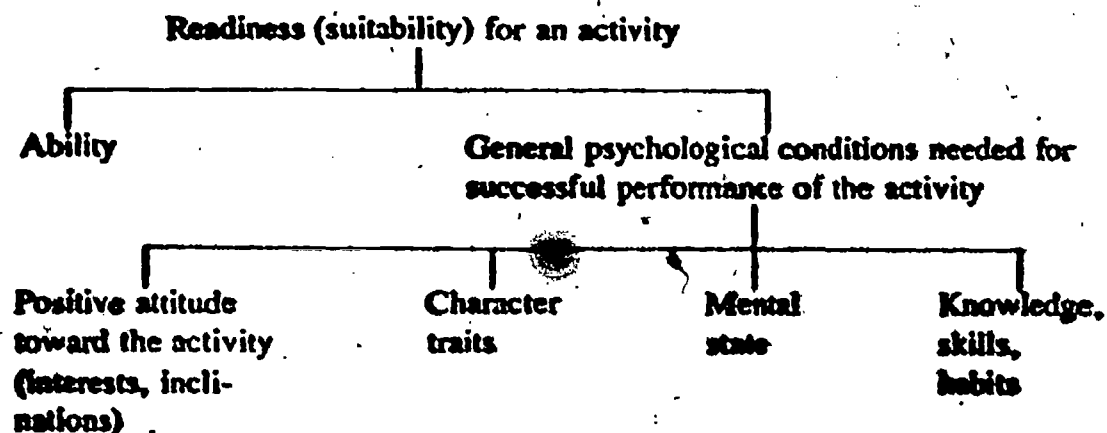 Readiness (suitability) for an activity
Ability
General psychological conditions needed for
successful performance of the activity
Positive attitude
toward the activity
(interests, incli-
nations)
Character
traits
Mental
state
Knowledge,
skills,
habits